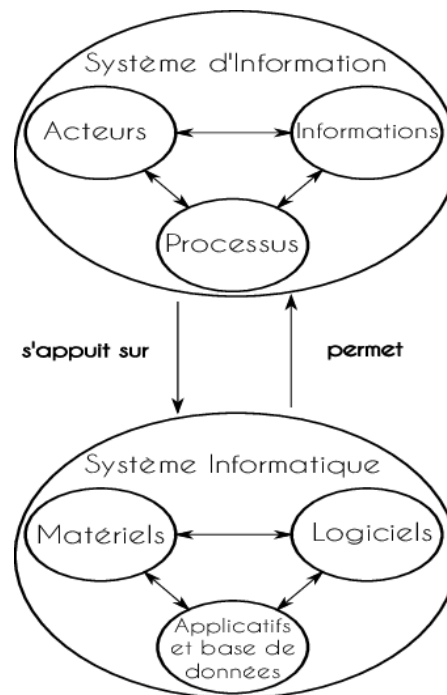 Système d'Information
Acteurs
Informations
Processus
s'appuit sur
permet
Système Informatique
Matériels
Logiciels
Applicatifs
et base de
données